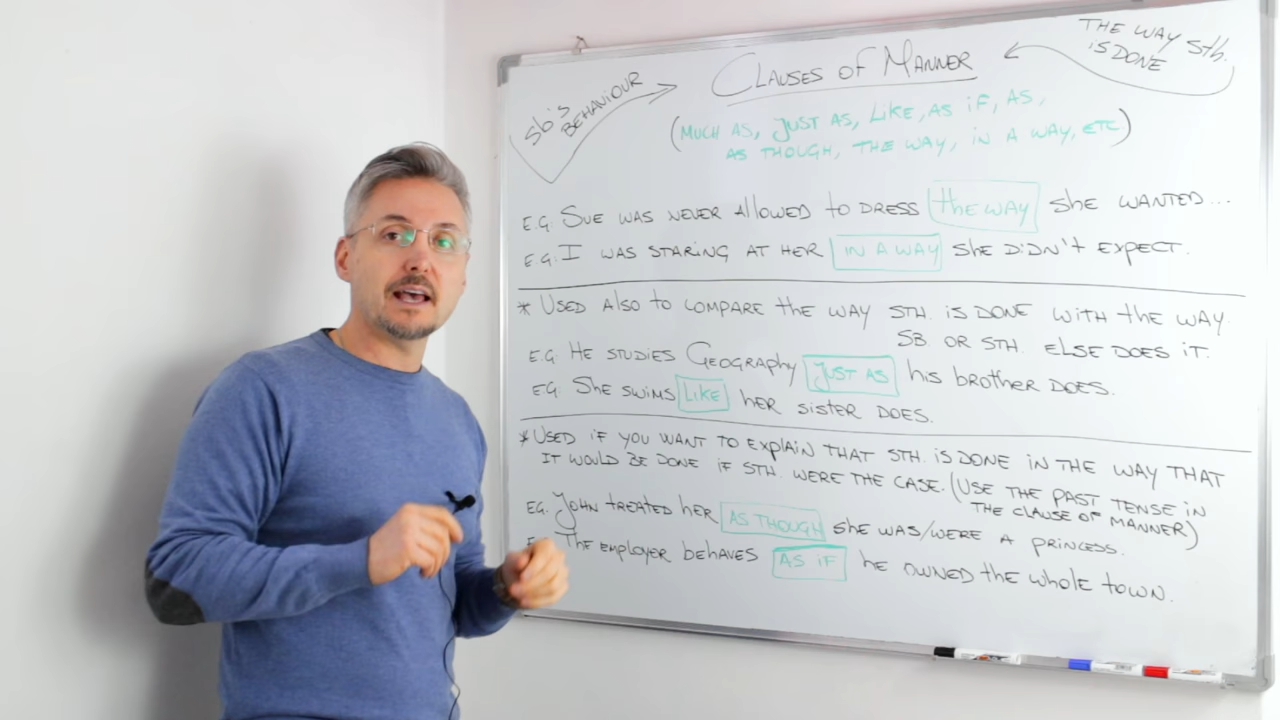 THE WAY Sth.
IS DONE
Sb's
BEHAVIOUR
CLAUSES OF MANNER
(MUCH AS, JUST AS, LIKE, AS IF, AS,
AS THOUGH, THE WAY, IN A WAY, ETC.)
E.G. SUE WAS NEVER Allowed to DRESS the WAY SHE WANTED...
E.G. I WAS STARING AT HER IN A WAY SHE DIDN'T EXPECT.
* USED Also to COMPARE the WAY STH. IS DONE WITH the WAY
SB. OR STH. ELSE DOES IT.
E.G. HE STUDIES GEOGRAPHY JUST AS his brother DOES.
EG. SHE SWIMS LIKE her sister DOES.
* USED IF YOU WANT TO EXPLAIN THAT STH. IS DONE IN THE WAY THAT
IT WOULD BE DONE IF STH. WERE THE CASE. (USE THE PAST TENSE IN
THE CLAUSE OF MANNER)
EG. JOHN TREATED her AS THOUGH SHE WAS/WERE A PRINCESS.
The employer behaves AS IF he OWNED the whole TOWN.